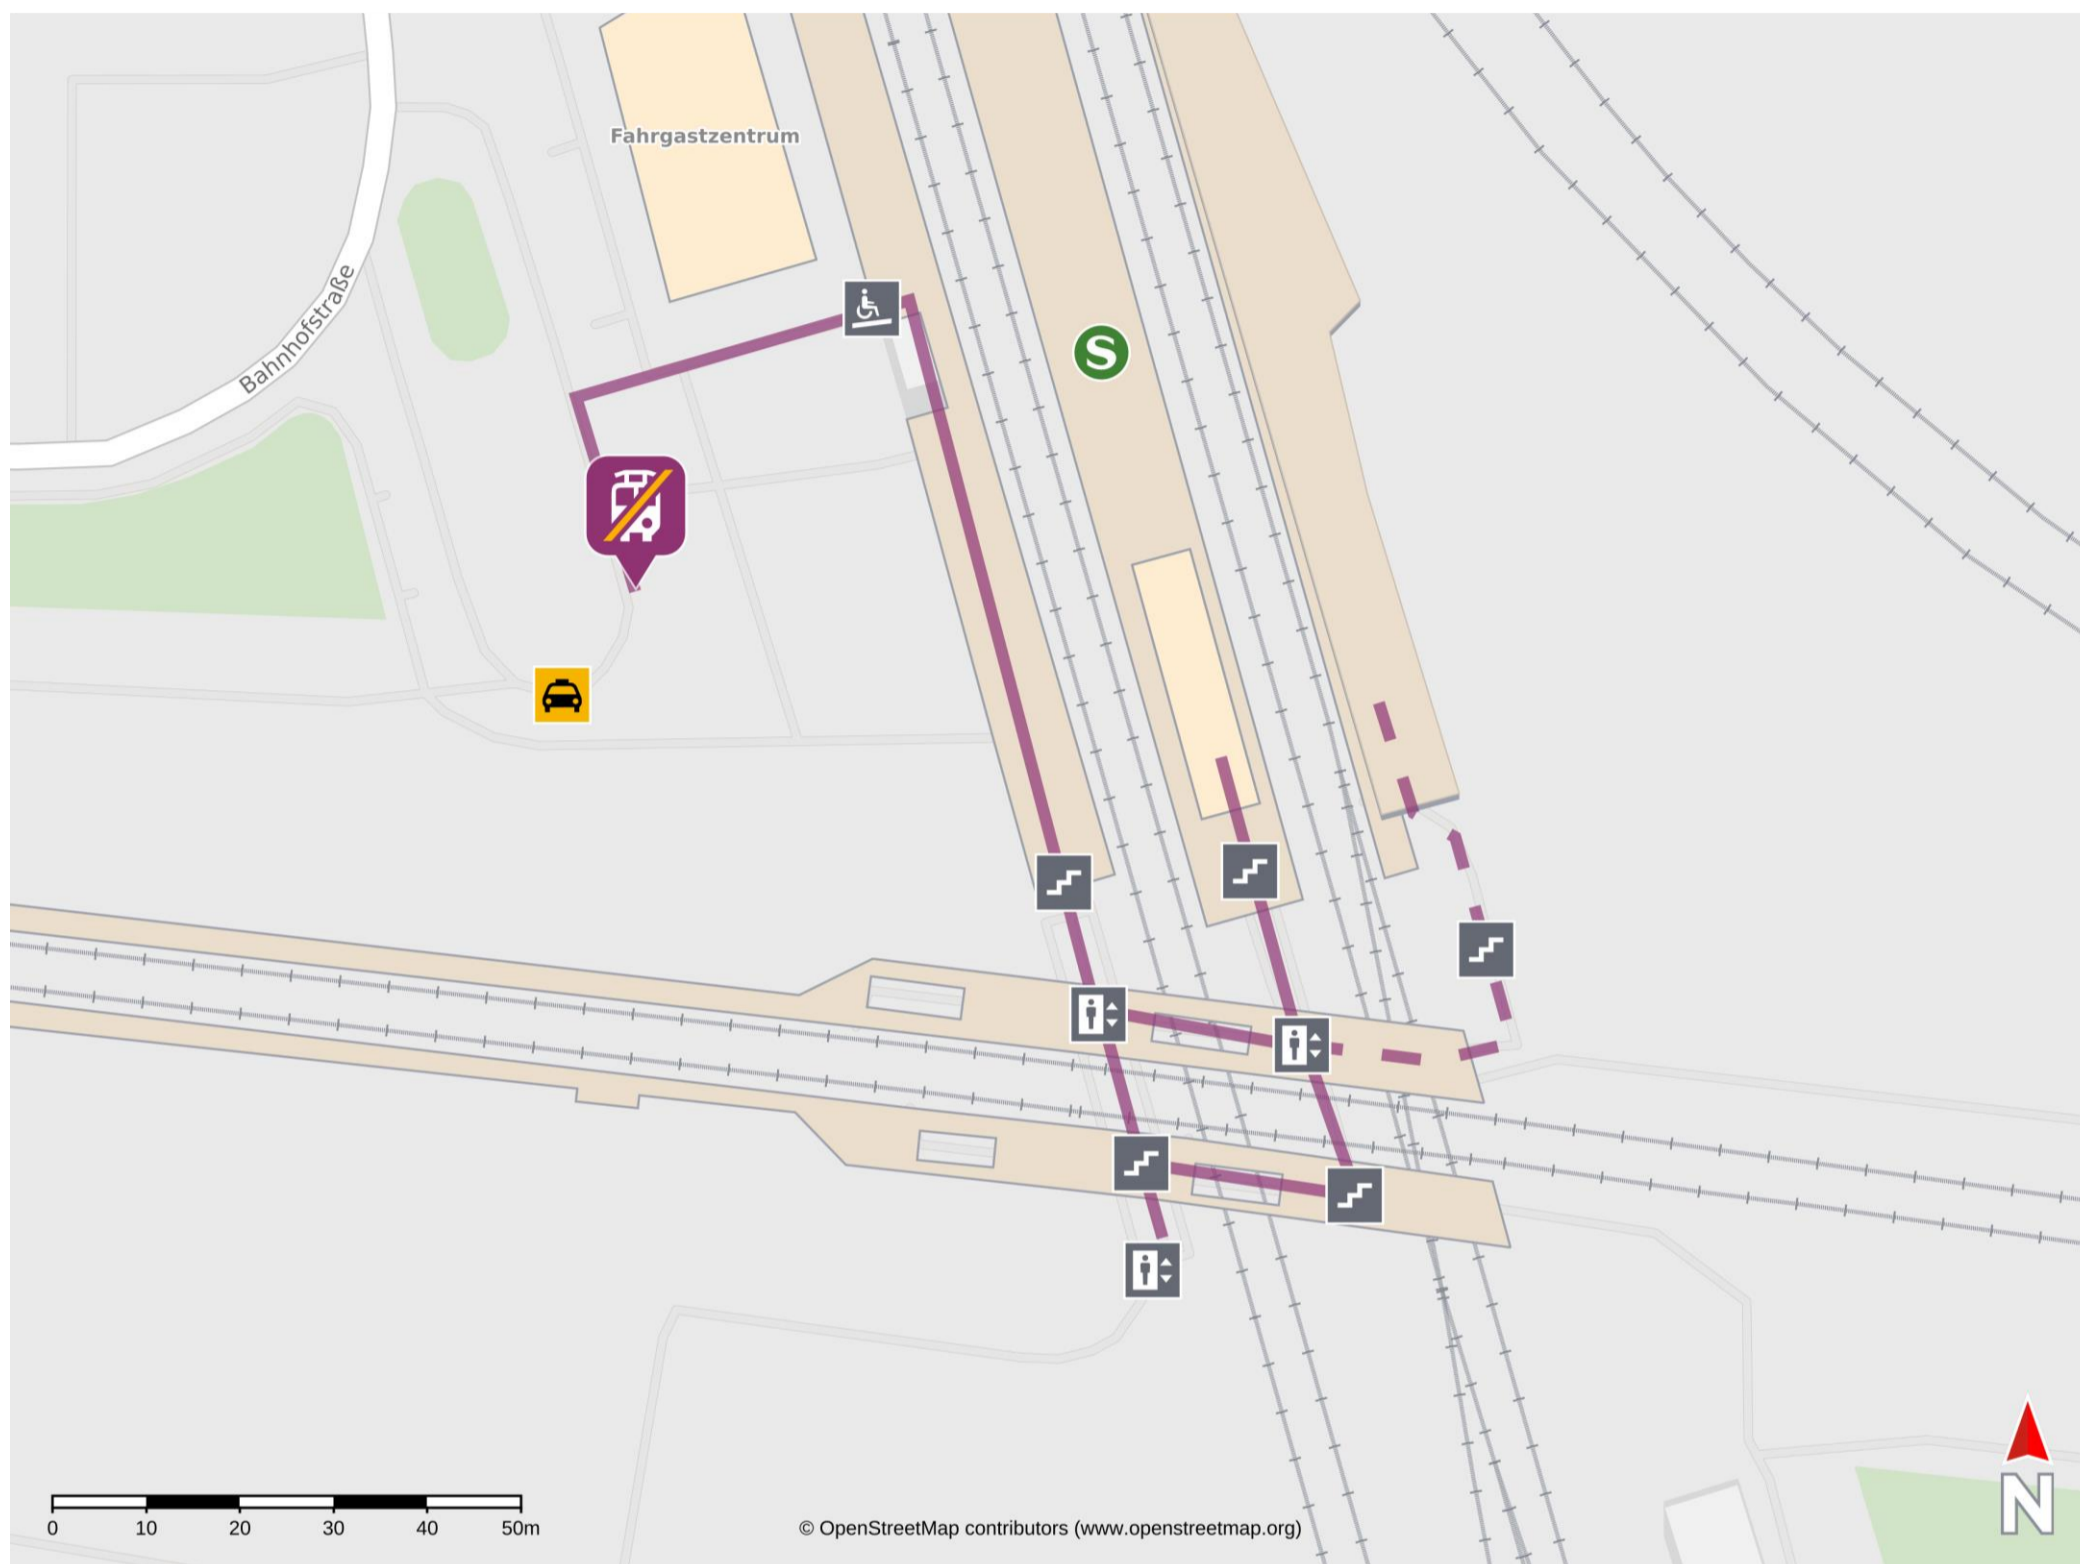 Fahrgastzentrum
Bahnhofstraße
S
0 10 20 30 40 50m
© OpenStreetMap contributors (www.openstreetmap.org)
N